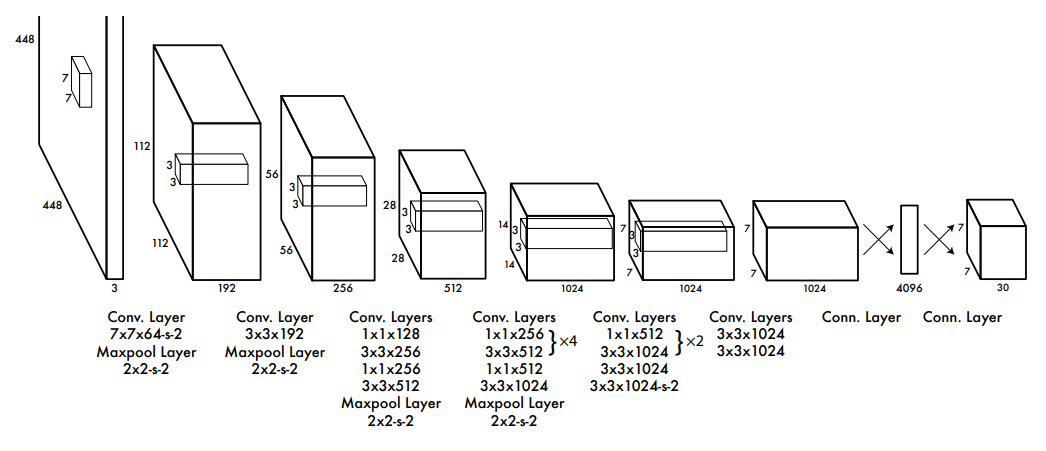 448
7
7
448
3
112
3
3
112
192
56
3
3
56
256
28
3
3
28
512
14
3
3
14
1024
7
3
3
7
1024
7
7
1024
4096
7
7
30
Conv. Layer
7x7x64-s-2
Maxpool Layer
2x2-s-2
Conv. Layer
3x3x192
Maxpool Layer
2x2-s-2
Conv. Layers
1x1x128
3x3x256
1x1x256
3x3x512
Maxpool Layer
2x2-s-2
Conv. Layers
1x1x256
3x3x512
}×4
1x1x512
3x3x1024
Maxpool Layer
2x2-s-2
Conv. Layers
1x1x512
3x3x1024
}×2
3x3x1024
3x3x1024-s-2
Conv. Layers
3x3x1024
3x3x1024
Conn. Layer
Conn. Layer